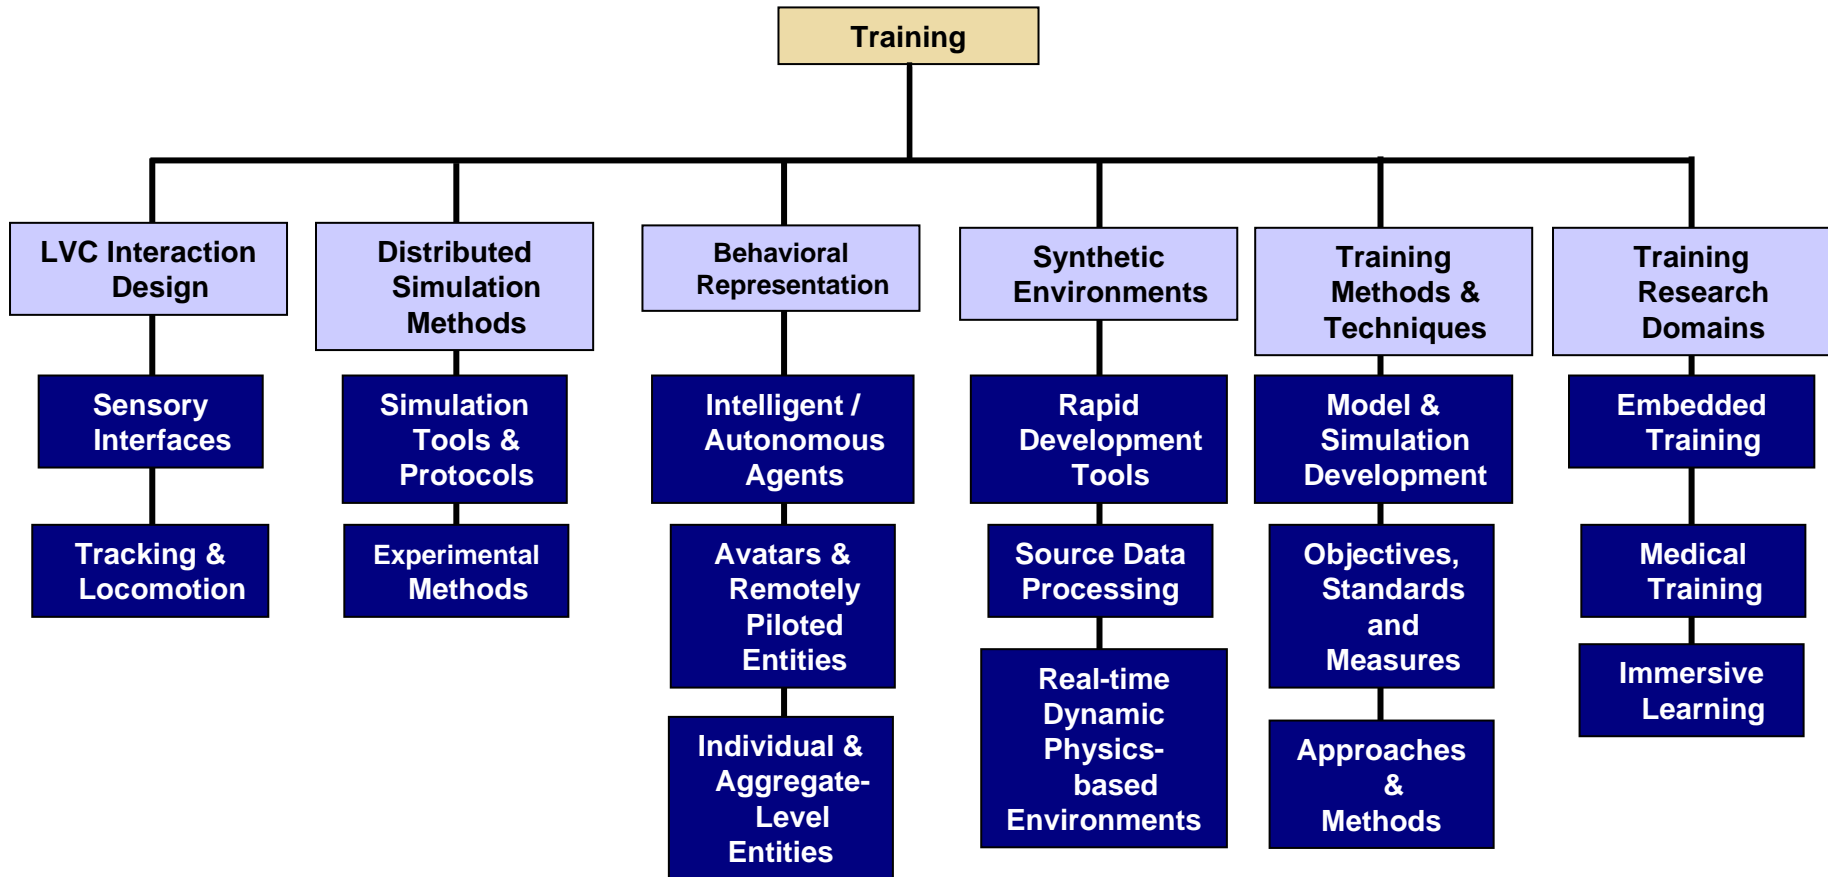 Training
LVC Interaction
Design
Distributed
Simulation
Methods
Behavioral
Representation
Synthetic
Environments
Training
Methods &
Techniques
Training
Research
Domains
Sensory
Interfaces
Simulation
Tools &
Protocols
Intelligent /
Autonomous
Agents
Rapid
Development
Tools
Model &
Simulation
Development
Embedded
Training
Tracking &
Locomotion
Experimental
Methods
Avatars &
Remotely
Piloted
Entities
Source Data
Processing
Objectives,
Standards
and
Measures
Medical
Training
Individual &
Aggregate-
Level
Entities
Real-time
Dynamic
Physics-
based
Environments
Approaches
&
Methods
Immersive
Learning